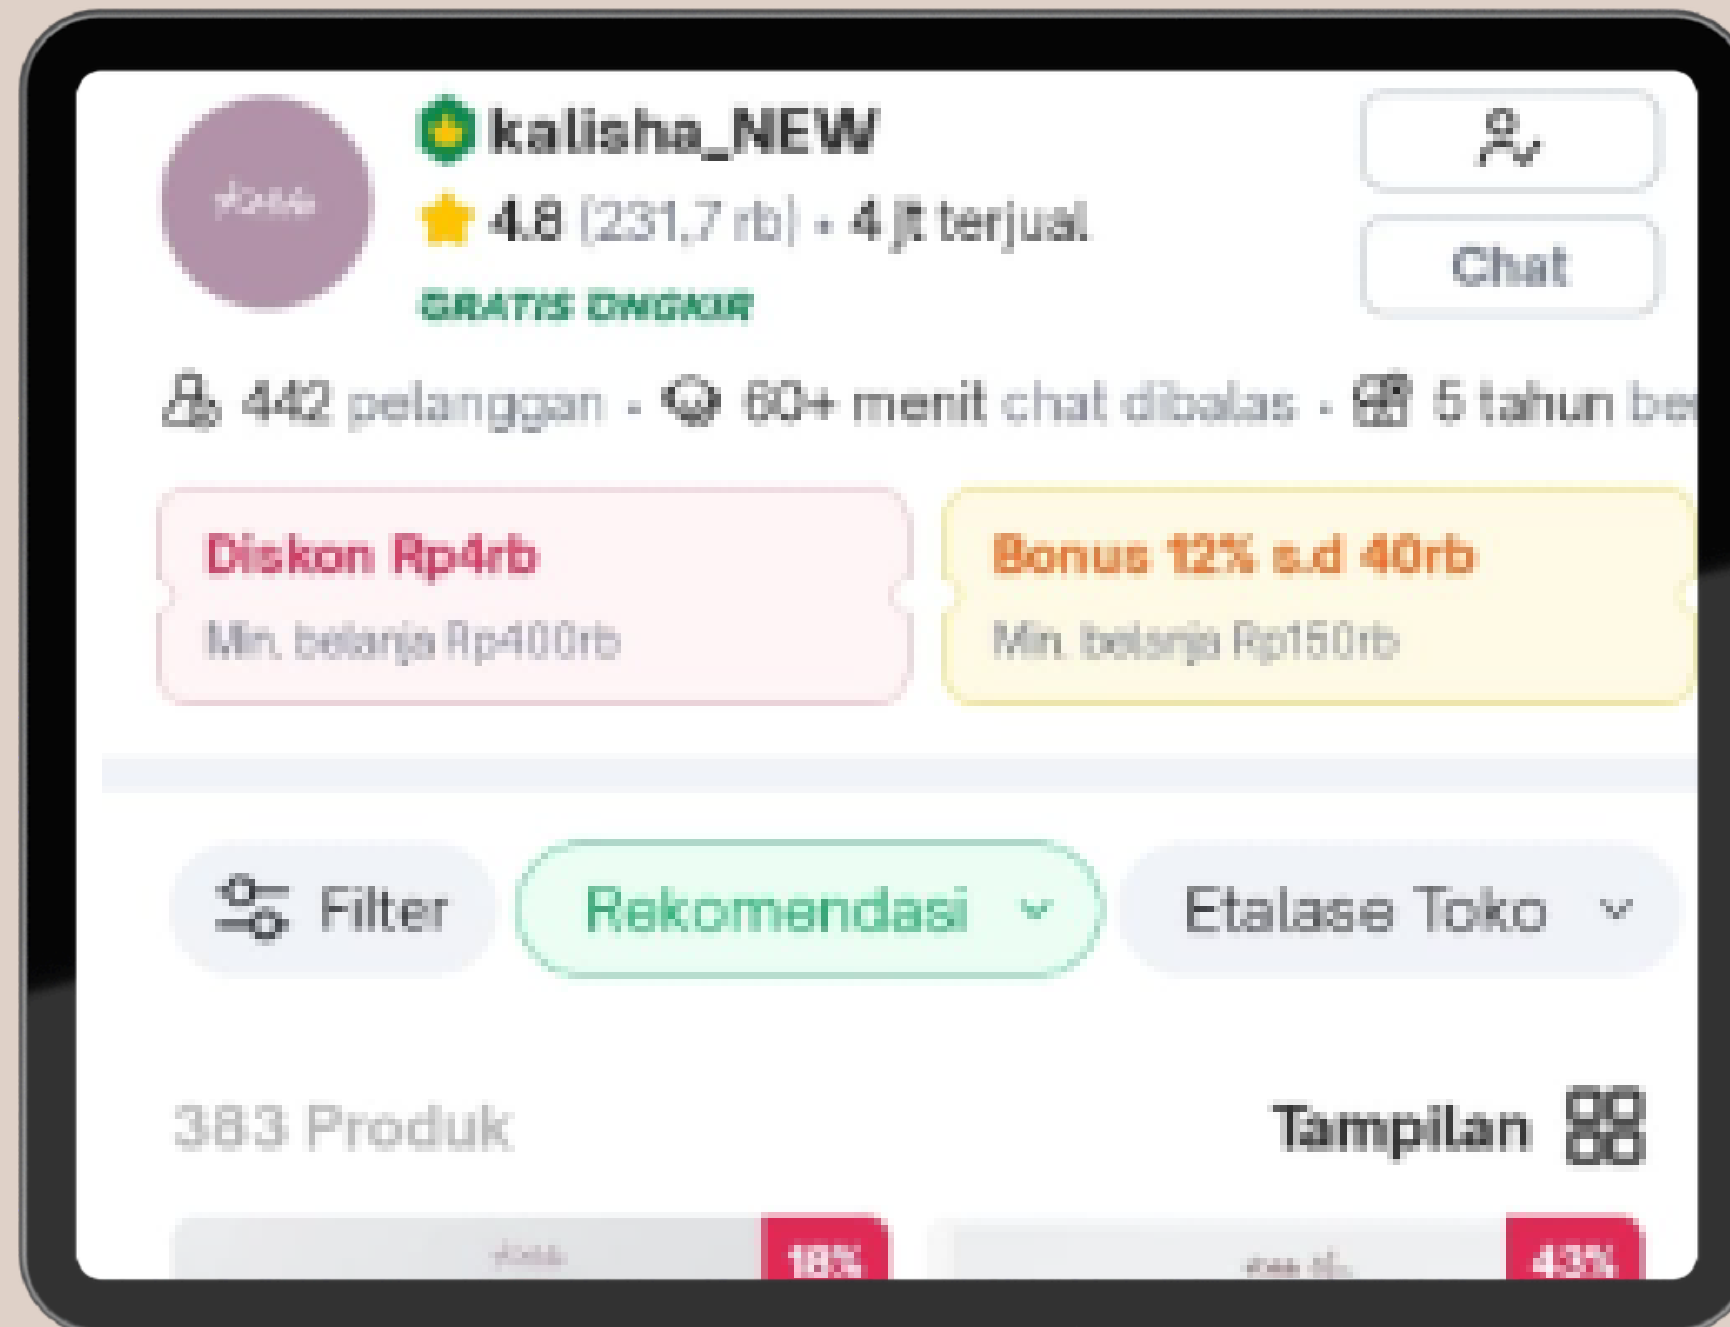 kalisha_NEW
4.8 (231,7 rb) • 4 jt terjual
GRATIS ONGKIR
Chat
442 pelanggan • 60+ menit chat dibalas • 5 tahun
Diskon Rp4rb
Min. belanja Rp400rb
Bonus 12% s.d 40rb
Min. belanja Rp150rb
Filter
Rekomendasi
Etalase Toko
383 Produk
Tampilan
18%
43%